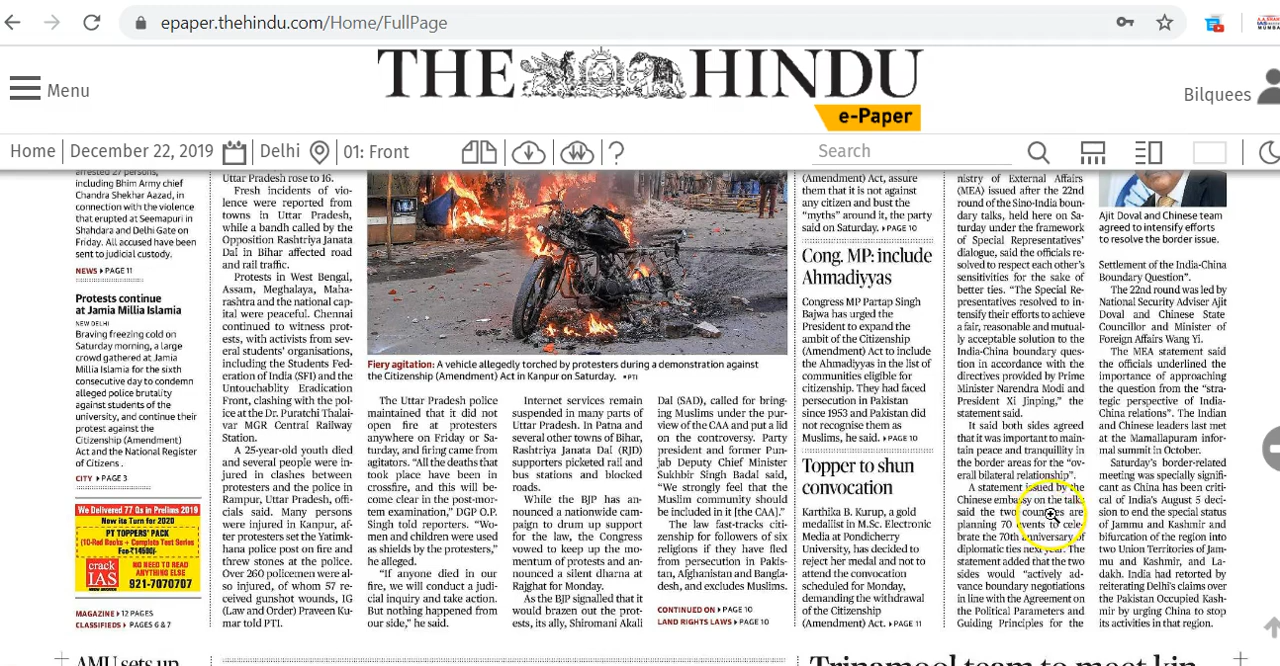 epaper.thehindu.com/Home/FullPage
THE HINDU
e-Paper
Menu
Bilquees
Home
December 22, 2019
Delhi
01: Front
Search
arrested 27 persons,
including Bhim Army chief
Chandra Shekhar Aazad, in
connection with the violence
that erupted at Seemapuri in
Shahdara and Delhi Gate on
Friday. All accused have been
sent to judicial custody.
NEWS PAGE 11
Protests continue
at Jamia Millia Islamia
NEW DELHI
Braving freezing cold on
Saturday morning, a large
crowd gathered at Jamia
Millia Islamia for the sixth
consecutive day to condemn
alleged police brutality
against students of the
university, and continue their
protest against the
Citizenship (Amendment)
Act and the National Register
of Citizens .
CITY PAGE 3
We Delivered 77 Qs in Prelims 2019
Now its Turn for 2020
PT TOPPERS' PACK
(10-Red Books + Complete Test Series
Fee-₹14500/-
crack
IAS
NO NEED TO READ
ANYTHING ELSE
921-7070707
MAGAZINE 12 PAGES
CLASSIFIEDS PAGES 6 & 7
Uttar Pradesh rose to 16.
Fresh incidents of vio-
lence were reported from
towns in Uttar Pradesh,
while a bandh called by the
Opposition Rashtriya Janata
Dal in Bihar affected road
and rail traffic.
Protests in West Bengal,
Assam, Meghalaya, Maha-
rashtra and the national cap-
ital were peaceful. Chennai
continued to witness prot-
ests, with activists from sev-
eral students' organisations,
including the Students Fed-
eration of India (SFI) and the
Untouchablity Eradication
Front, clashing with the pol-
ice at the Dr. Puratchi Thalai-
var MGR Central Railway
Station.
A 25-year-old youth died
and several people were in-
jured in clashes between
protesters and the police in
Rampur, Uttar Pradesh, offi-
cials said. Many persons
were injured in Kanpur, af-
ter protesters set the Yatimk-
hana police post on fire and
threw stones at the police.
Over 260 policemen were al-
so injured, of whom 57 re-
ceived gunshot wounds, IG
(Law and Order) Praveen Ku-
mar told PTI.
Fiery agitation: A vehicle allegedly torched by protesters during a demonstration against
the Citizenship (Amendment) Act in Kanpur on Saturday. •PTI
The Uttar Pradesh police
maintained that it did not
open fire at protesters
anywhere on Friday or Sa-
turday, and firing came from
agitators. “All the deaths that
took place have been in
crossfire, and this will be-
come clear in the post-mor-
tem examination,” DGP O.P.
Singh told reporters. “Wo-
men and children were used
as shields by the protesters,”
he alleged.
“If anyone died in our
fire, we will conduct a judi-
cial inquiry and take action.
But nothing happened from
our side,” he said.
Internet services remain
suspended in many parts of
Uttar Pradesh. In Patna and
several other towns of Bihar,
Rashtriya Janata Dal (RJD)
supporters picketed rail and
bus stations and blocked
roads.
While the BJP has an-
nounced a nationwide cam-
paign to drum up support
for the law, the Congress
vowed to keep up the mo-
mentum of protests and an-
nounced a silent dharna at
Rajghat for Monday.
As the BJP signalled that it
would brazen out the prot-
ests, its ally, Shiromani Akali
Dal (SAD), called for bring-
ing Muslims under the pur-
view of the CAA and put a lid
on the controversy. Party
president and former Pun-
jab Deputy Chief Minister
Sukhbir Singh Badal said,
“We strongly feel that the
Muslim community should
be included in it [the CAA].”
The law fast-tracks citi-
zenship for followers of six
religions if they have fled
from persecution in Pakis-
tan, Afghanistan and Bangla-
desh, and excludes Muslims.
CONTINUED ON PAGE 10
LAND RIGHTS LAWS PAGE 10
(Amendment) Act, assure
them that it is not against
any citizen and bust the
“myths” around it, the party
said on Saturday. PAGE 10
Cong. MP: include
Ahmadiyyas
Congress MP Partap Singh
Bajwa has urged the
President to expand the
ambit of the Citizenship
(Amendment) Act to include
the Ahmadiyyas in the list of
communities eligible for
citizenship. They had faced
persecution in Pakistan
since 1953 and Pakistan did
not recognise them as
Muslims, he said. PAGE 10
Topper to shun
convocation
Karthika B. Kurup, a gold
medallist in M.Sc. Electronic
Media at Pondicherry
University, has decided to
reject her medal and not to
attend the convocation
scheduled for Monday,
demanding the withdrawal
of the Citizenship
(Amendment) Act. PAGE 11
nistry of External Affairs
(MEA) issued after the 22nd
round of the Sino-India boun-
dary talks, held here on Sa-
turday under the framework
of Special Representatives'
dialogue, said the officials re-
solved to respect each other's
sensitivities for the sake of
better ties. “The Special Re-
presentatives resolved to in-
tensify their efforts to achieve
a fair, reasonable and mutual-
ly acceptable solution to the
India-China boundary ques-
tion in accordance with the
directives provided by Prime
Minister Narendra Modi and
President Xi Jinping,” the
statement said.
It said both sides agreed
that it was important to main-
tain peace and tranquility in
the border areas for the “ov-
erall bilateral relationship”.
A statement issued by the
Chinese embassy on the talks
said the two countries are
planning 70 events to cele-
brate the 70th anniversary of
diplomatic ties next year. The
statement added that the two
sides would “actively ad-
vance boundary negotiations
in line with the Agreement on
the Political Parameters and
Guiding Principles for the
Ajit Doval and Chinese team
agreed to intensify efforts
to resolve the border issue.
Settlement of the India-China
Boundary Question”.
The 22nd round was led by
National Security Adviser Ajit
Doval and Chinese State
Councillor and Minister of
Foreign Affairs Wang Yi.
The MEA statement said
the officials underlined the
importance of approaching
the question from the “stra-
tegic perspective of India-
China relations”. The Indian
and Chinese leaders last met
at the Mamallapuram infor-
mal summit in October.
Saturday's border-related
meeting was specially signific-
ant as China has been criti-
cal of India's August 5 deci-
sion to end the special status
of Jammu and Kashmir and
bifurcation of the region into
two Union Territories of Jam-
mu and Kashmir, and La-
dakh. India had retorted by
reiterating Delhi's claims over
the Pakistan Occupied Kash-
mir by urging China to stop
its activities in that region.
AMU sets up
Trinamool team to meet kin